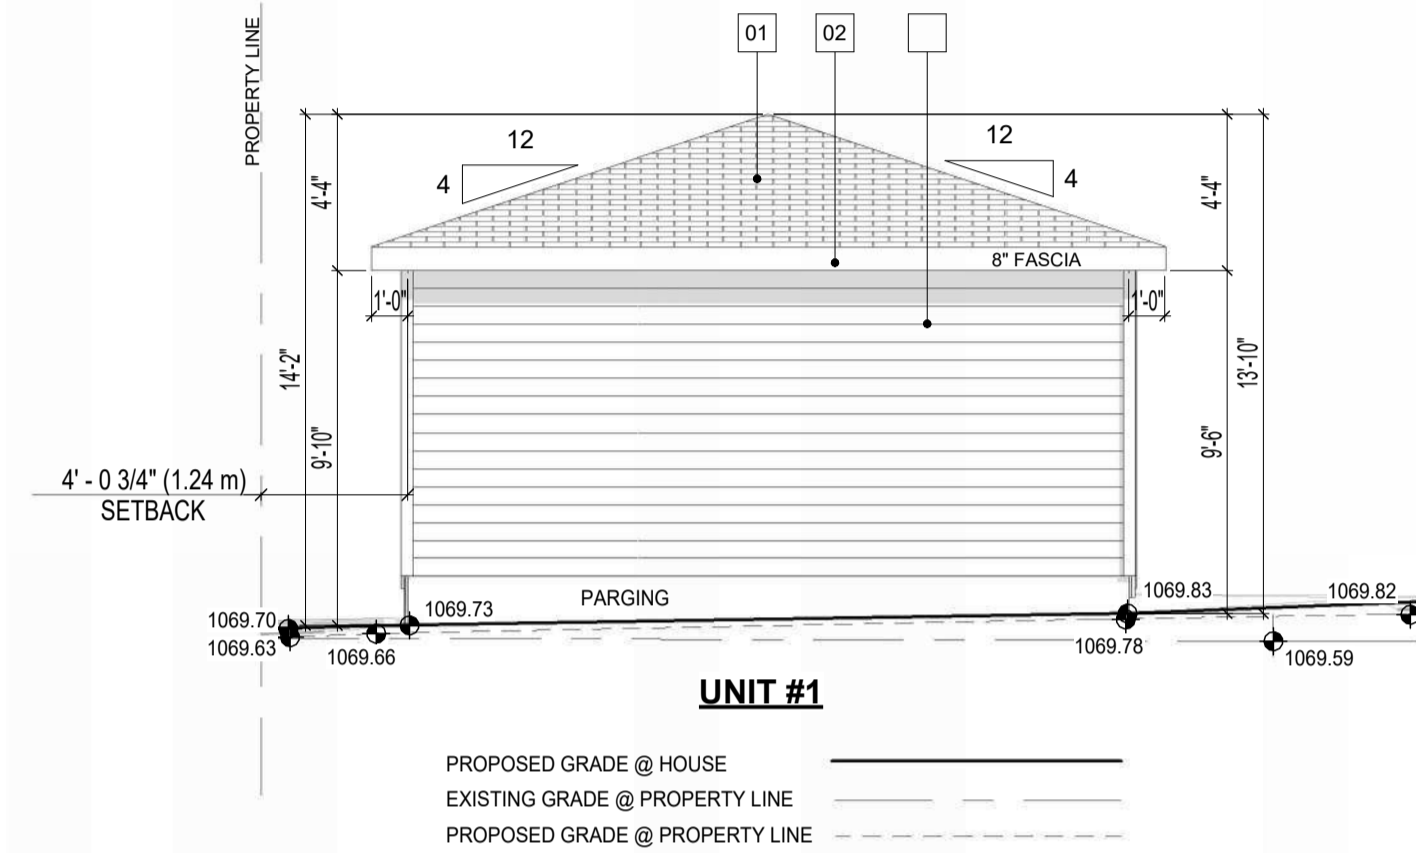 PROPERTY LINE
01
02
12
4
12
4
4'-4"
4'-4"
8" FASCIA
1'-0"
1'-0"
14'-2"
13'-10"
9'-10"
9'-6"
4' - 0 3/4" (1.24 m)
SETBACK
PARGING
1069.70
1069.73
1069.83
1069.82
1069.63
1069.66
1069.78
1069.59
UNIT #1
PROPOSED GRADE @ HOUSE
EXISTING GRADE @ PROPERTY LINE
PROPOSED GRADE @ PROPERTY LINE